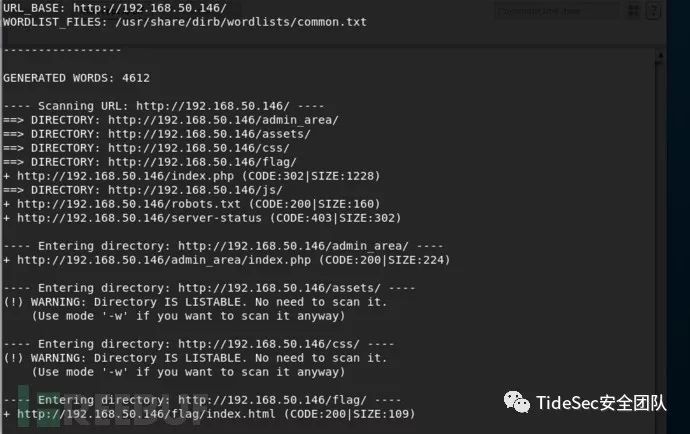 URL_BASE: http://192.168.50.146/
WORDLIST_FILES: /usr/share/dirb/wordlists/common.txt
----------------
GENERATED WORDS: 4612
---- Scanning URL: http://192.168.50.146/ ----
==> DIRECTORY: http://192.168.50.146/admin_area/
==> DIRECTORY: http://192.168.50.146/assets/
==> DIRECTORY: http://192.168.50.146/css/
==> DIRECTORY: http://192.168.50.146/flag/
+ http://192.168.50.146/index.php (CODE:302|SIZE:1228)
==> DIRECTORY: http://192.168.50.146/js/
+ http://192.168.50.146/robots.txt (CODE:200|SIZE:160)
+ http://192.168.50.146/server-status (CODE:403|SIZE:302)
---- Entering directory: http://192.168.50.146/admin_area/ ----
+ http://192.168.50.146/admin_area/index.php (CODE:200|SIZE:224)
---- Entering directory: http://192.168.50.146/assets/ ----
(!) WARNING: Directory IS LISTABLE. No need to scan it.
(Use mode '-w' if you want to scan it anyway)
---- Entering directory: http://192.168.50.146/css/ ----
(!) WARNING: Directory IS LISTABLE. No need to scan it.
(Use mode '-w' if you want to scan it anyway)
---- Entering directory: http://192.168.50.146/flag/ ----
+ http://192.168.50.146/flag/index.html (CODE:200|SIZE:109)
FREEBUF
TideSec安全团队